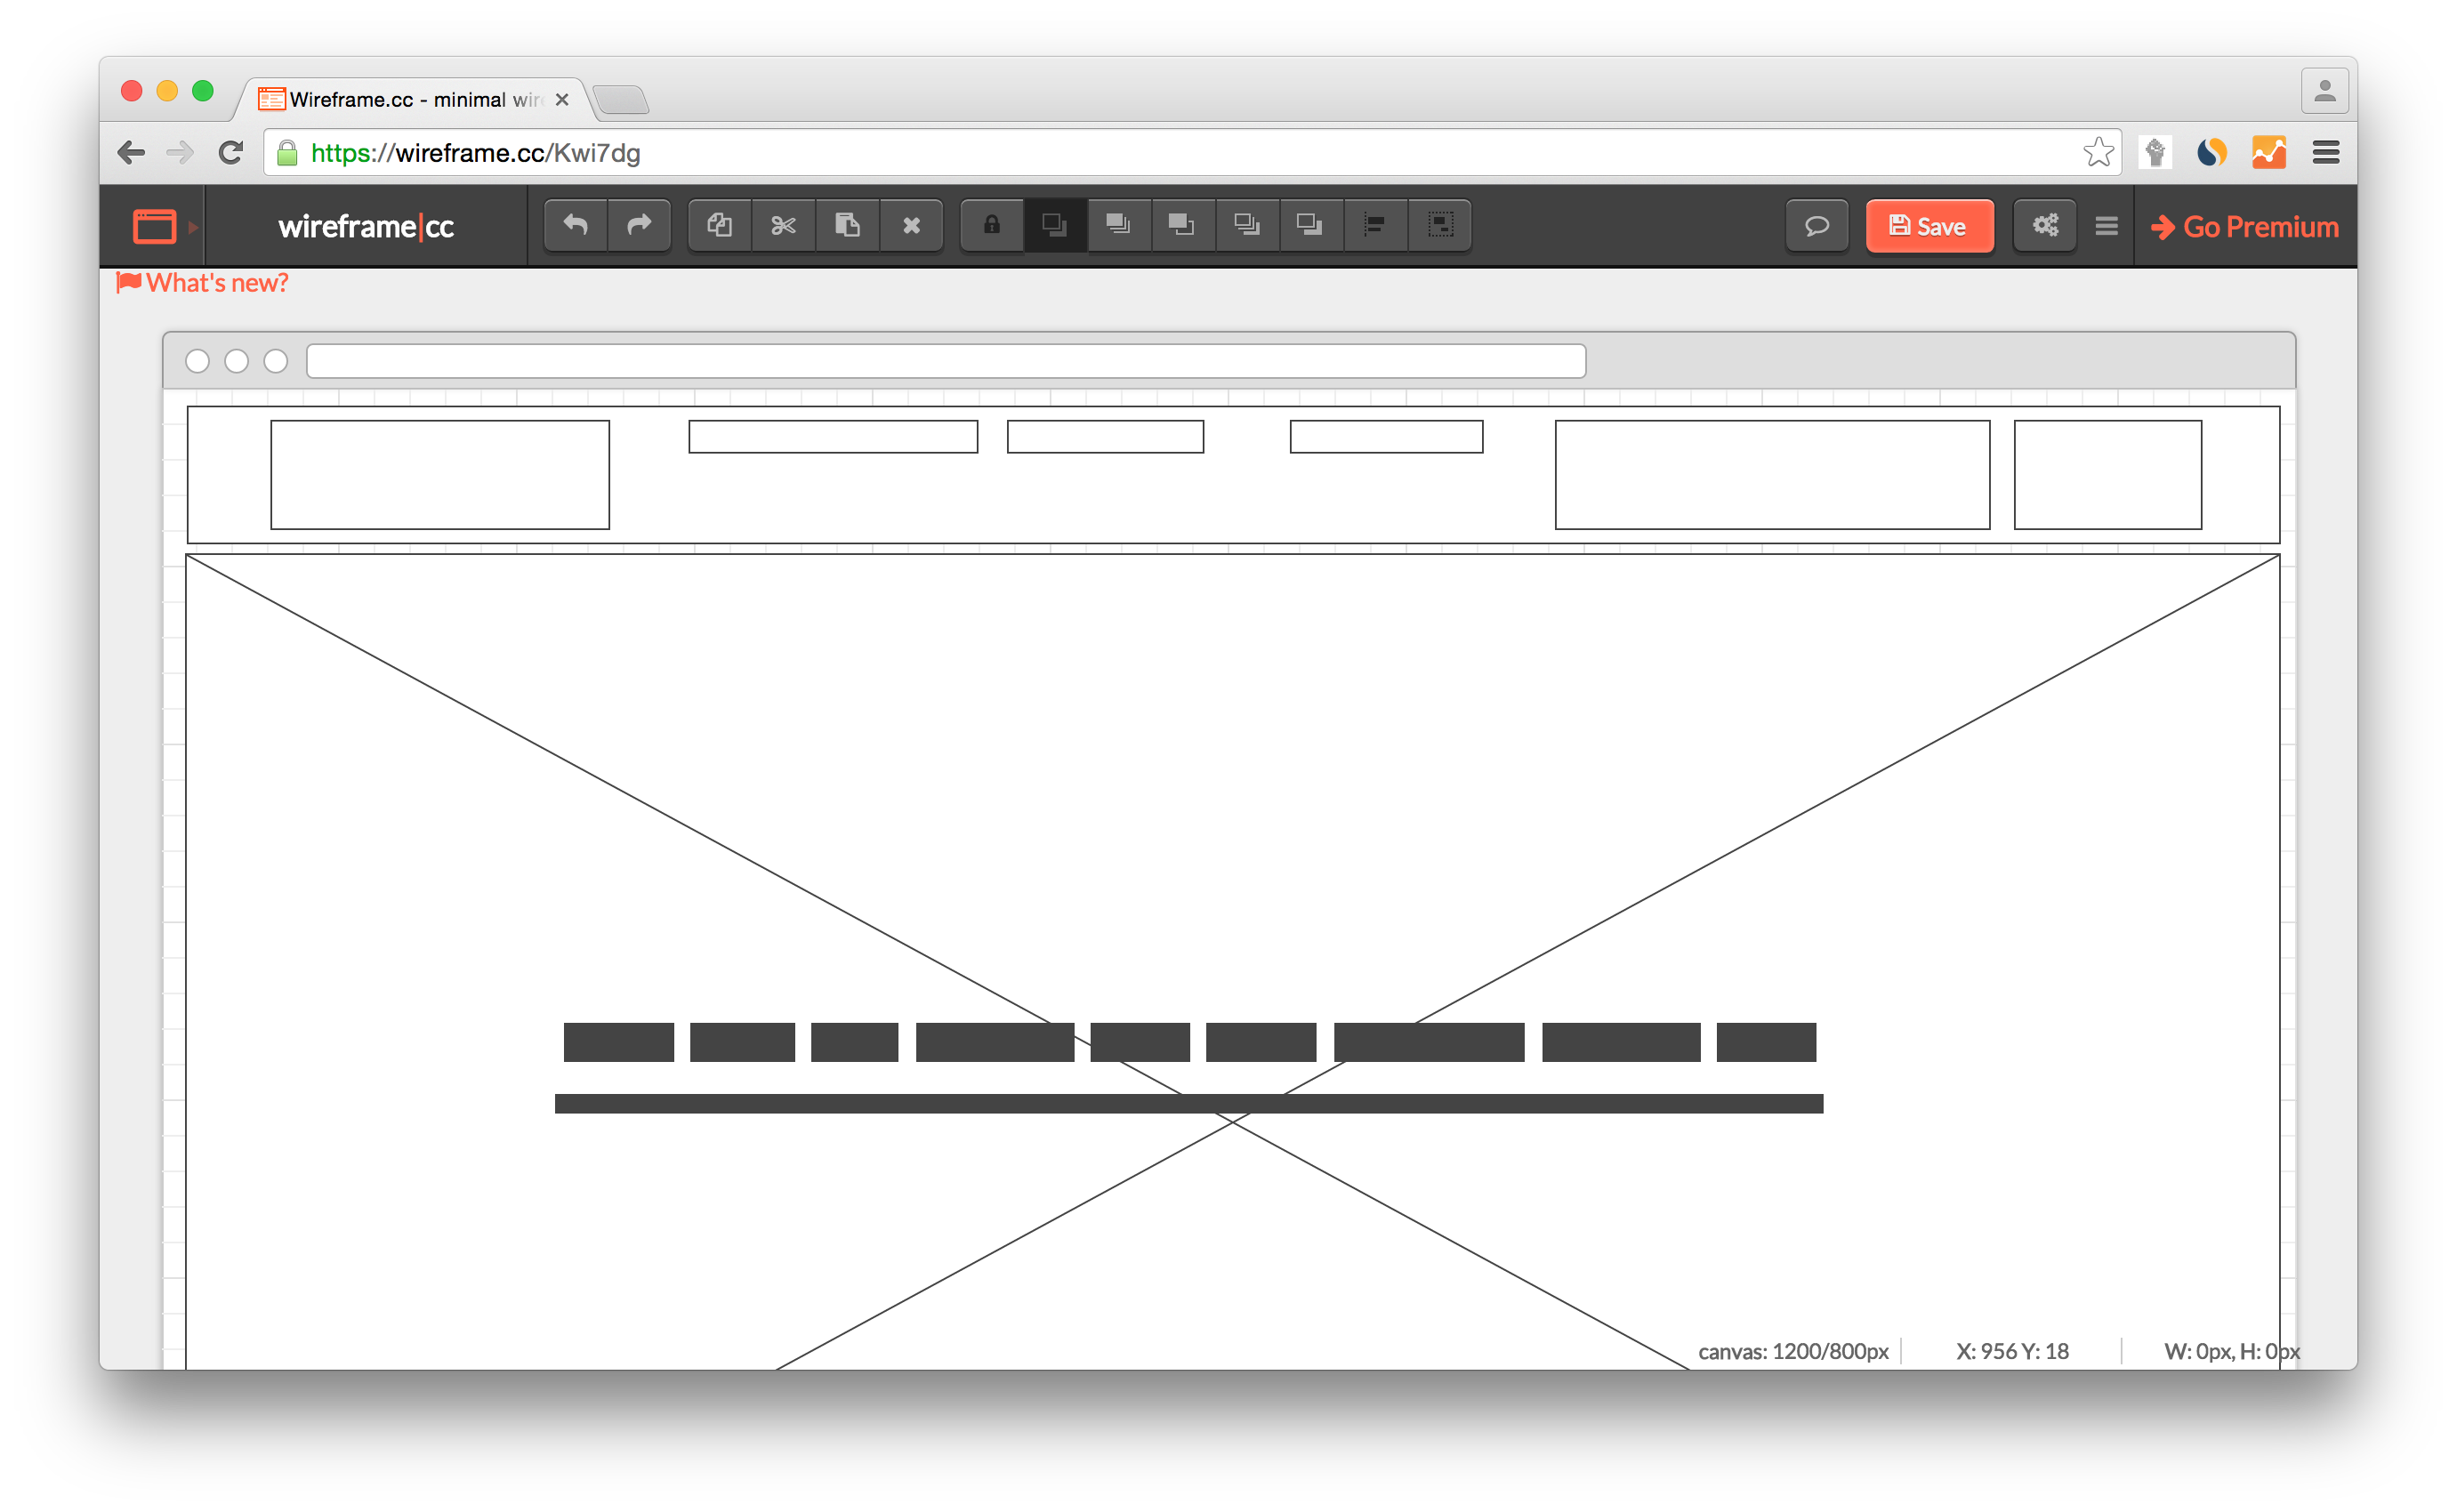 Wireframe.cc - minimal wire
https://wireframe.cc/Kwi7dg
wireframe|cc
Save
Go Premium
What's new?
canvas: 1200/800px
X: 956 Y: 18
W: 0px, H: 0px